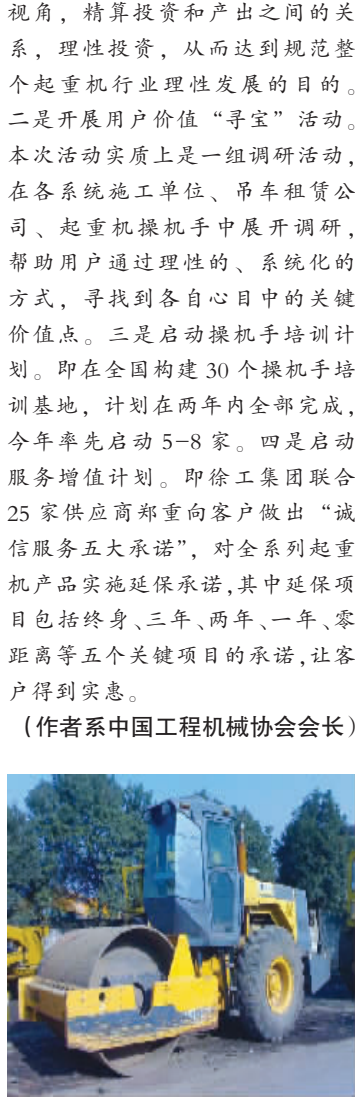 视角，精算投资和产出之间的关
系，理性投资，从而达到规范整
个起重机行业理性发展的目的。
二是开展用户价值“寻宝”活动。
本次活动实质上是一组调研活动，
在各系统施工单位、吊车租赁公
司、起重机操机手中展开调研，
帮助用户通过理性的、系统化的
方式，寻找到各自心目中的关键
价值点。三是启动操机手培训计
划。即在全国构建 30 个操机手培
训基地，计划在两年内全部完成，
今年率先启动 5-8 家。四是启动
服务增值计划。即徐工集团联合
25 家供应商郑重向客户做出“诚
信服务五大承诺”，对全系列起重
机产品实施延保承诺,其中延保项
目包括终身、三年、两年、一年、零
距离等五个关键项目的承诺,让客
户得到实惠。
（作者系中国工程机械协会会长）